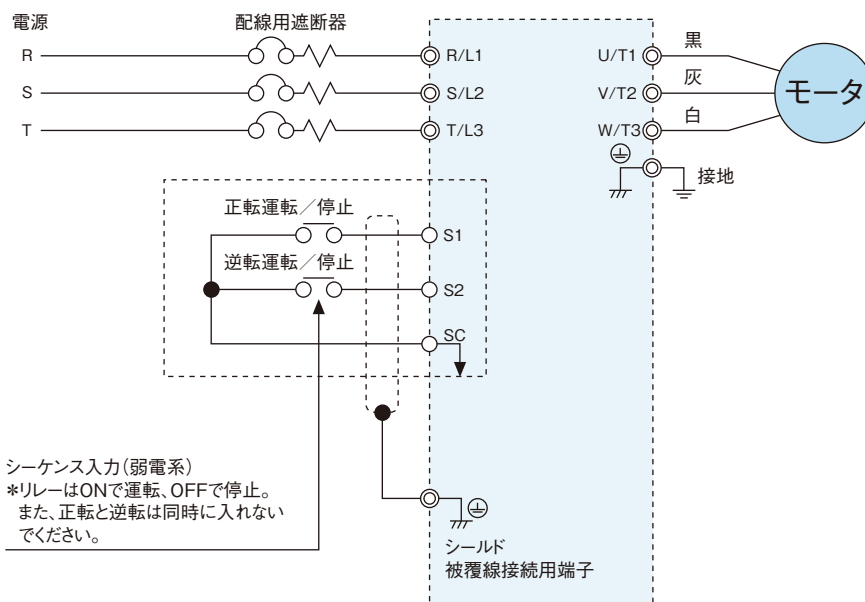 電源
配線用遮断器
R
R/L1
U/T1
黒
S
S/L2
V/T2
灰
モータ
T
T/L3
W/T3
白
接地
正転運転／停止
S1
逆転運転／停止
S2
SC
シーケンス入力(弱電系)
*リレーはONで運転、OFFで停止。
また、正転と逆転は同時に入れない
でください。
シールド
被覆線接続用端子